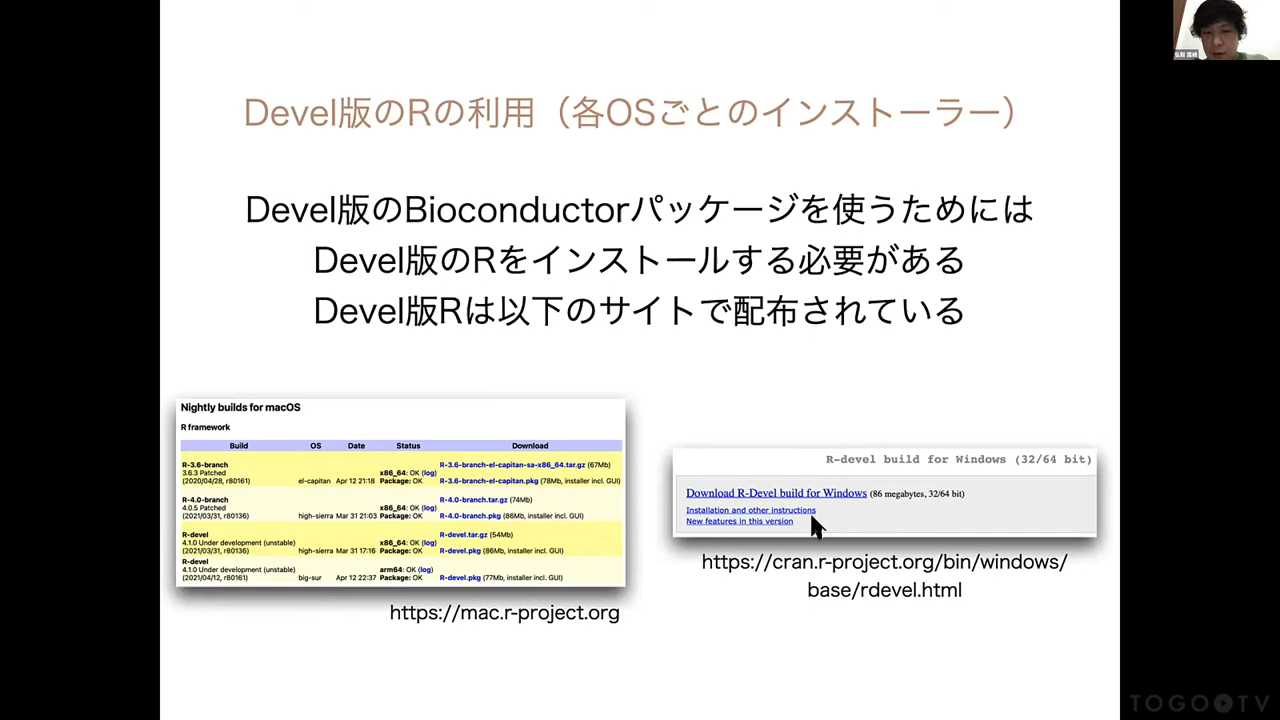 Devel版のRの利用（各OSごとのインストーラー）
Devel版のBioconductorパッケージを使うためには
Devel版のRをインストールする必要がある
Devel版Rは以下のサイトで配布されている
Nightly builds for macOS
R framework
Build OS Date Status Download
R-3.6-branch
3.6.3 Patched
(2020/04/28, r80161) el-capitan Apr 12 21:18 x86_64: OK (log)
Package: OK
R-3.6-branch-el-capitan-sa-x86_64.tar.gz (67Mb)
R-3.6-branch-el-capitan.pkg (78Mb, installer incl. GUI)
R-4.0-branch
4.0.5 Patched
(2021/03/31, r80136) high-sierra Mar 31 21:03 x86_64: OK (log)
Package: OK
R-4.0-branch.tar.gz (74Mb)
R-4.0-branch.pkg (86Mb, installer incl. GUI)
R-devel
4.1.0 Under development (unstable)
(2021/03/31, r80136) high-sierra Mar 31 17:16 x86_64: OK (log)
Package: OK
R-devel.tar.gz (54Mb)
R-devel.pkg (86Mb, installer incl. GUI)
R-devel
4.1.0 Under development (unstable)
(2021/04/12, r80161) big-sur Apr 12 22:37 arm64: OK (log)
Package: OK
R-devel.pkg (77Mb, installer incl. GUI)
https://mac.r-project.org
R-devel build for Windows (32/64 bit)
Download R-Devel build for Windows (86 megabytes, 32/64 bit)
Installation and other instructions
New features in this version
https://cran.r-project.org/bin/windows/
base/rdevel.html
TOGO TV